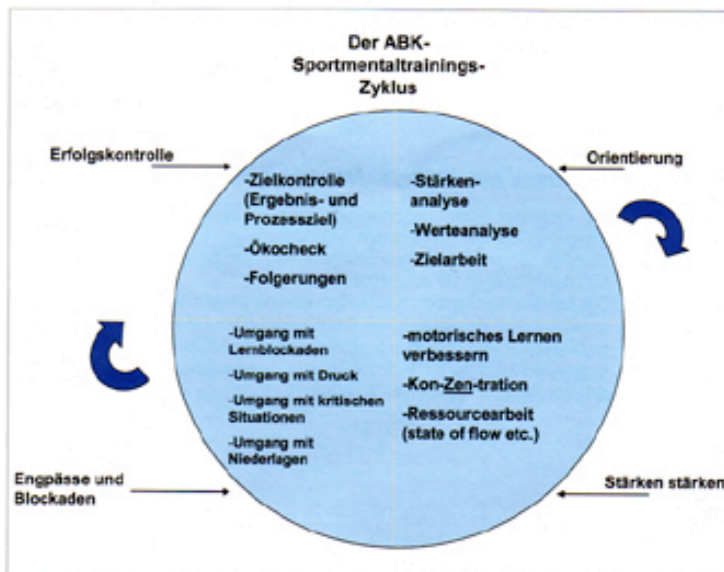 Der ABK-
Sportmentaltrainings-
Zyklus
Erfolgskontrolle
Orientierung
-Zielkontrolle
(Ergebnis- und
Prozessziel)
-Ökocheck
-Folgerungen
-Stärken-
analyse
-Werteanalyse
-Zielarbeit
-Umgang mit
Lernblockaden
-Umgang mit Druck
-Umgang mit kritischen
Situationen
-Umgang mit
Niederlagen
-motorisches Lernen
verbessern
-Kon-Zen-tration
-Ressourcearbeit
(state of flow etc.)
Engpässe und
Blockaden
Stärken stärken